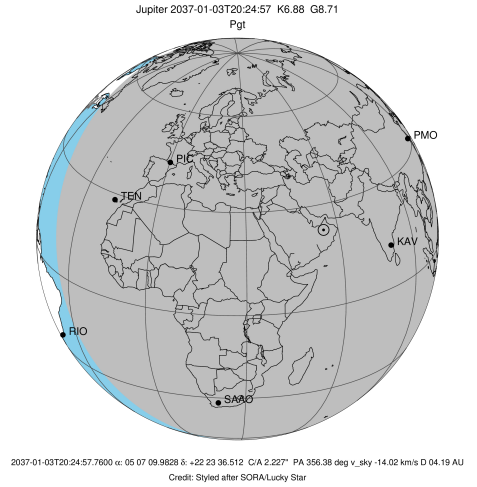 Jupiter 2037-01-03T20:24:57 K6.88 G8.71
Pgt
PMO
PIC
TEN
KAV
RIO
SAAO
2037-01-03T20:24:57.7600 α: 05 07 09.9828 δ: +22 23 36.512 C/A 2.227" PA 356.38 deg v_sky -14.02 km/s D 04.19 AU
Credit: Styled after SORA/Lucky Star